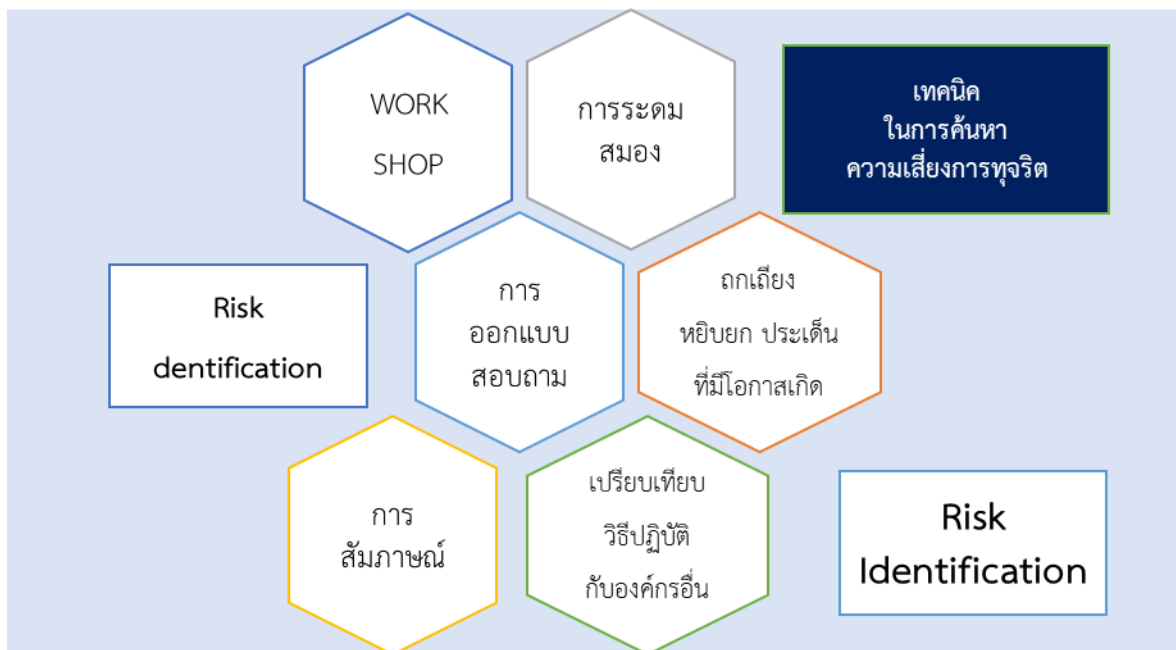 WORK
SHOP
การระดม
สมอง
เทคนิค
ในการค้นหา
ความเสี่ยงการทุจริต
Risk
dentification
การ
ออกแบบ
สอบถาม
ถกเถียง
หยิบยก ประเด็น
ที่มีโอกาสเกิด
การ
สัมภาษณ์
เปรียบเทียบ
วิธีปฏิบัติ
กับองค์กรอื่น
Risk
Identification